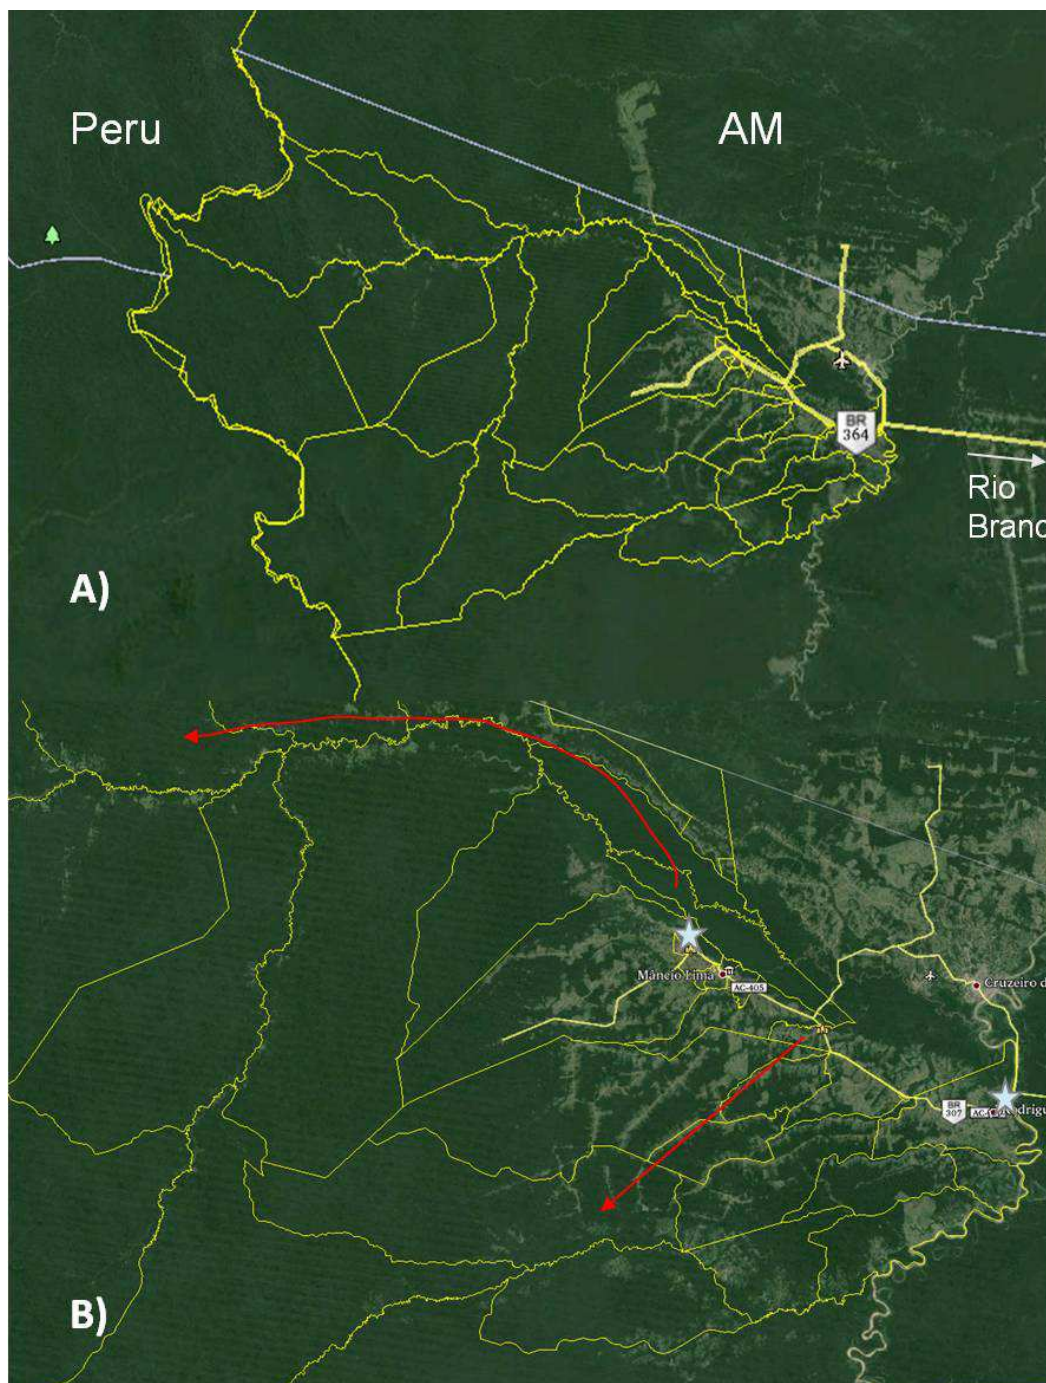 Peru
AM
BR
364
Rio
Branc
A)
Mâncio Lima
AC-405
Cruzeiro d
BR
307
B)